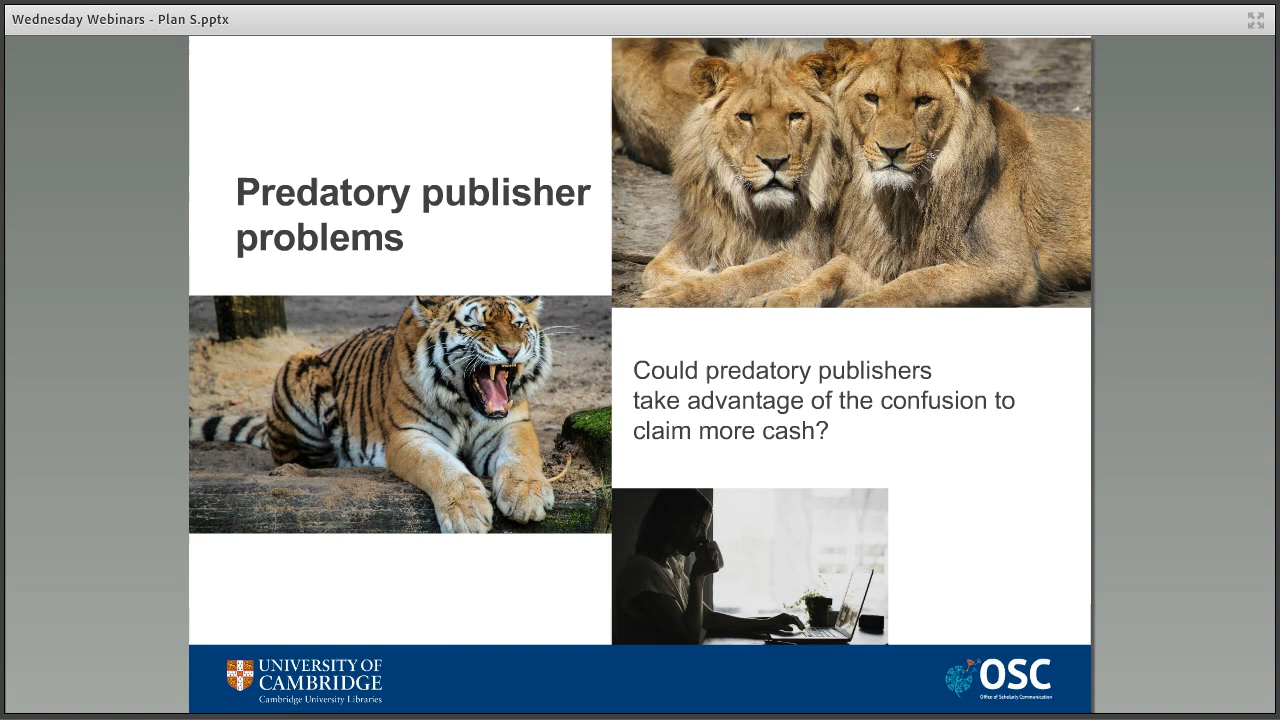 Wednesday Webinars - Plan S.pptx
Predatory publisher
problems
Could predatory publishers
take advantage of the confusion to
claim more cash?
UNIVERSITY OF
CAMBRIDGE
Cambridge University Libraries
OSC
Office of Scholarly Communication